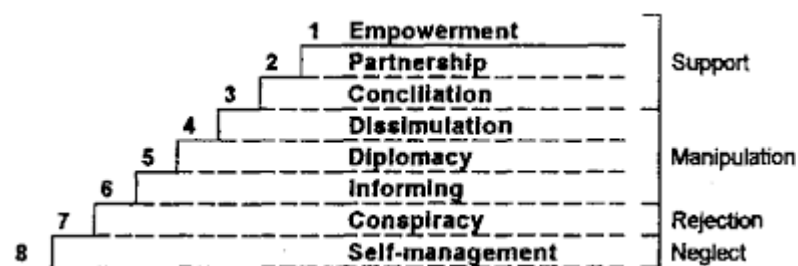 1 Empowerment
2 Partnership Support
3 Conciliation
4 Dissimulation
5 Diplomacy Manipulation
6 Informing
7 Conspiracy Rejection
8 Self-management Neglect